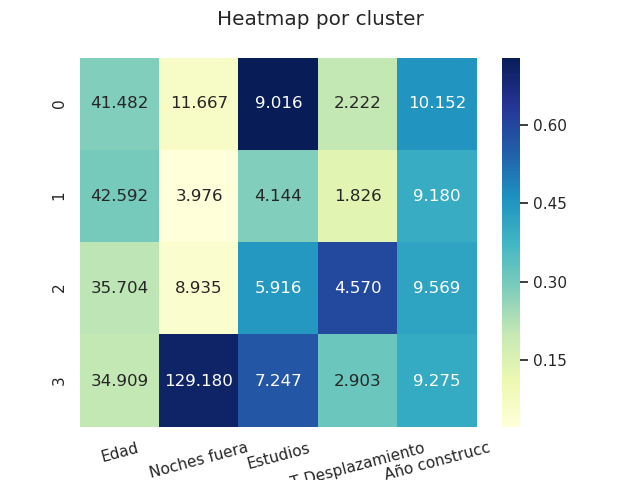 Heatmap por cluster
0 41.482 11.667 9.016 2.222 10.152
1 42.592 3.976 4.144 1.826 9.180
2 35.704 8.935 5.916 4.570 9.569
3 34.909 129.180 7.247 2.903 9.275
Edad Noches fuera Estudios T Desplazamiento Año construcc
0.60
0.45
0.30
0.15